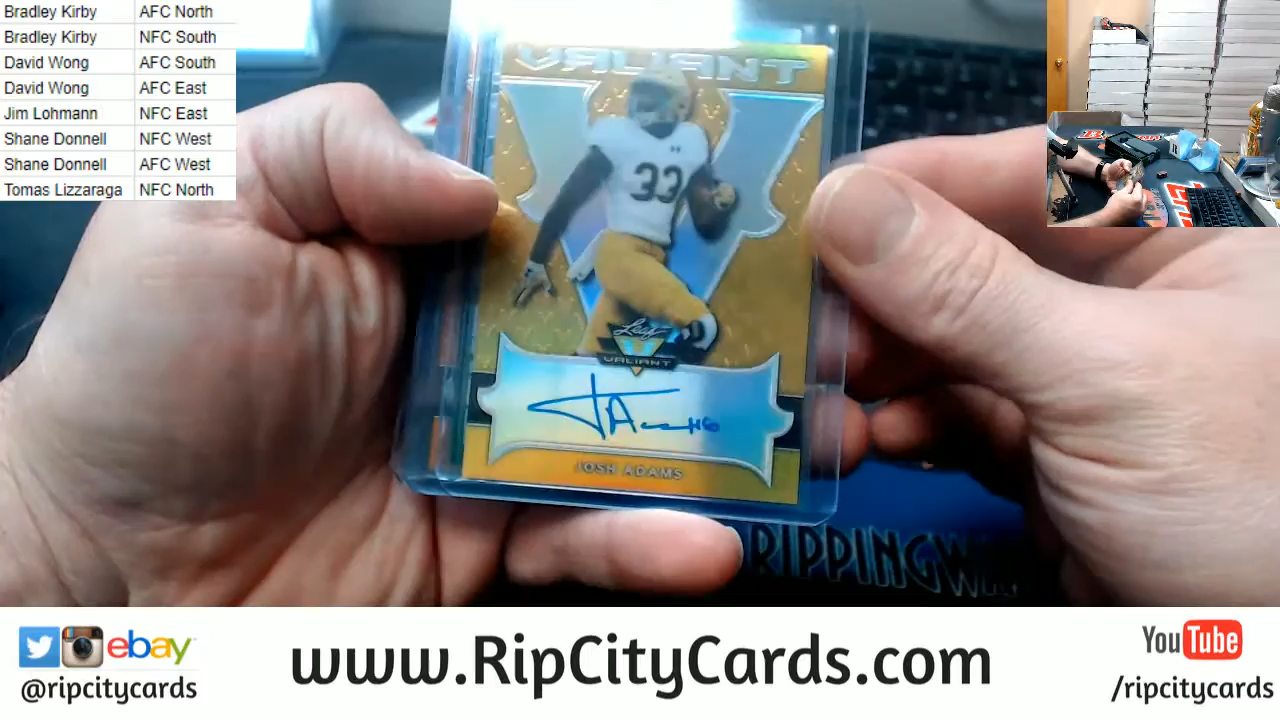 Bradley Kirby AFC North
Bradley Kirby NFC South
David Wong AFC South
David Wong AFC East
Jim Lohmann NFC East
Shane Donnell NFC West
Shane Donnell AFC West
Tomas Lizzaraga NFC North
VALIANT
33
Leaf
VALIANT
JOSH ADAMS
RIPPINGWA
ebay
@ripcitycards
www.RipCityCards.com
YouTube
/ripcitycards